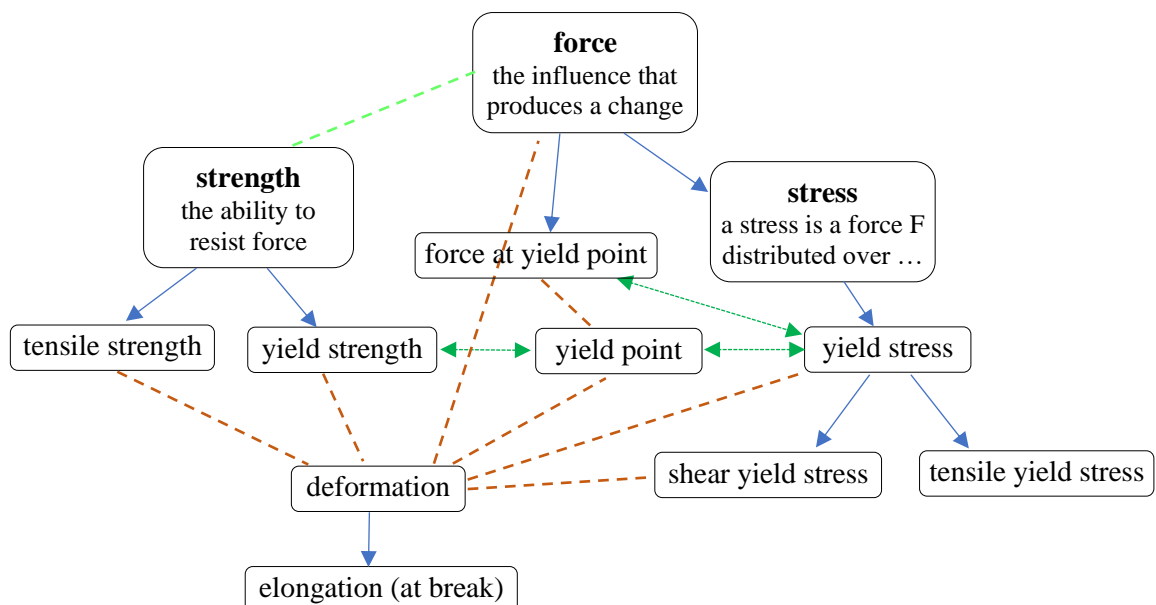 force
the influence that
produces a change
strength
the ability to
resist force
stress
a stress is a force F
distributed over …
force at yield point
tensile strength
yield strength
yield point
yield stress
deformation
shear yield stress
tensile yield stress
elongation (at break)